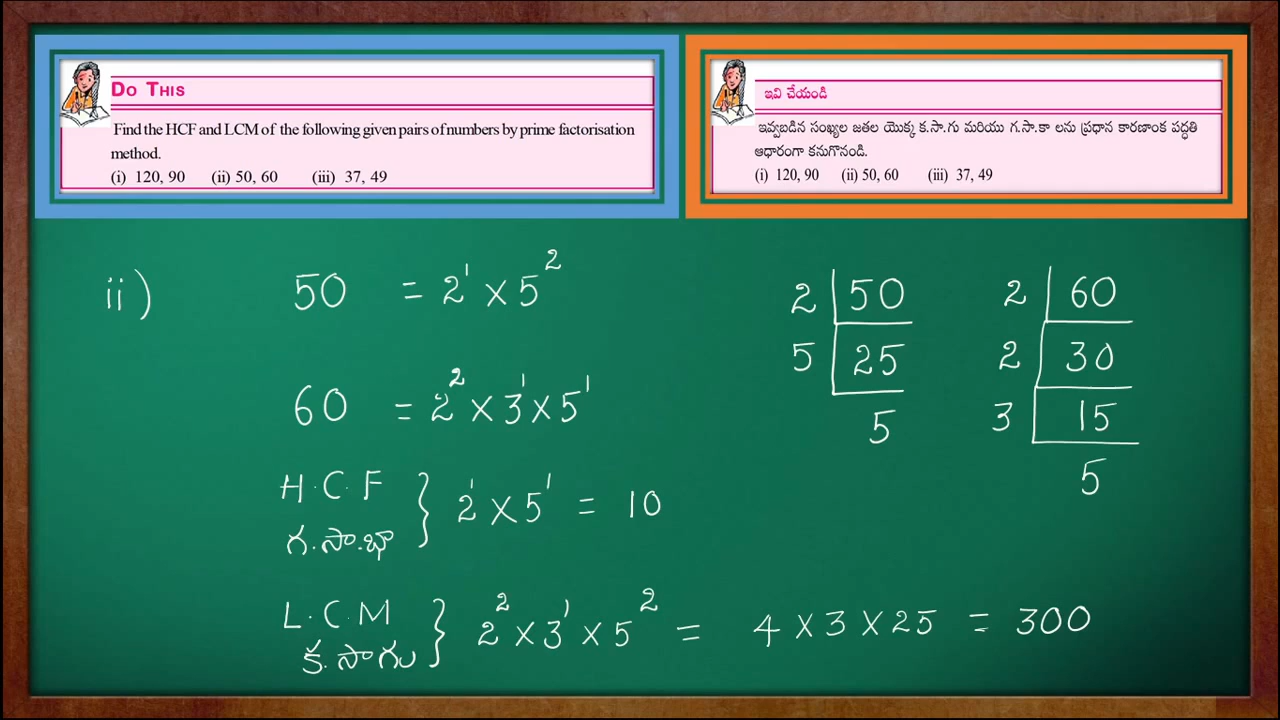 DO THIS
Find the HCF and LCM of the following given pairs of numbers by prime factorisation
method.
(i) 120, 90 (ii) 50, 60 (iii) 37, 49
ఇవి చేయండి
ఇవ్వబడిన సంఖ్యల జతల యొక్క క.సా.గు మరియు గ.సా.కా లను ప్రధాన కారణాంక పద్ధతి
ఆధారంగా కనుగొనండి.
(i) 120, 90 (ii) 50, 60 (iii) 37, 49
ii) 50 = 2¹ × 5²
60 = 2² × 3¹ × 5¹
H.C.F } 2¹ × 5¹ = 10
గ.సా.భా
L.C.M } 2² × 3¹ × 5² = 4 × 3 × 25 = 300
క.సాగు
2 | 50
5 | 25
5
2 | 60
2 | 30
3 | 15
5